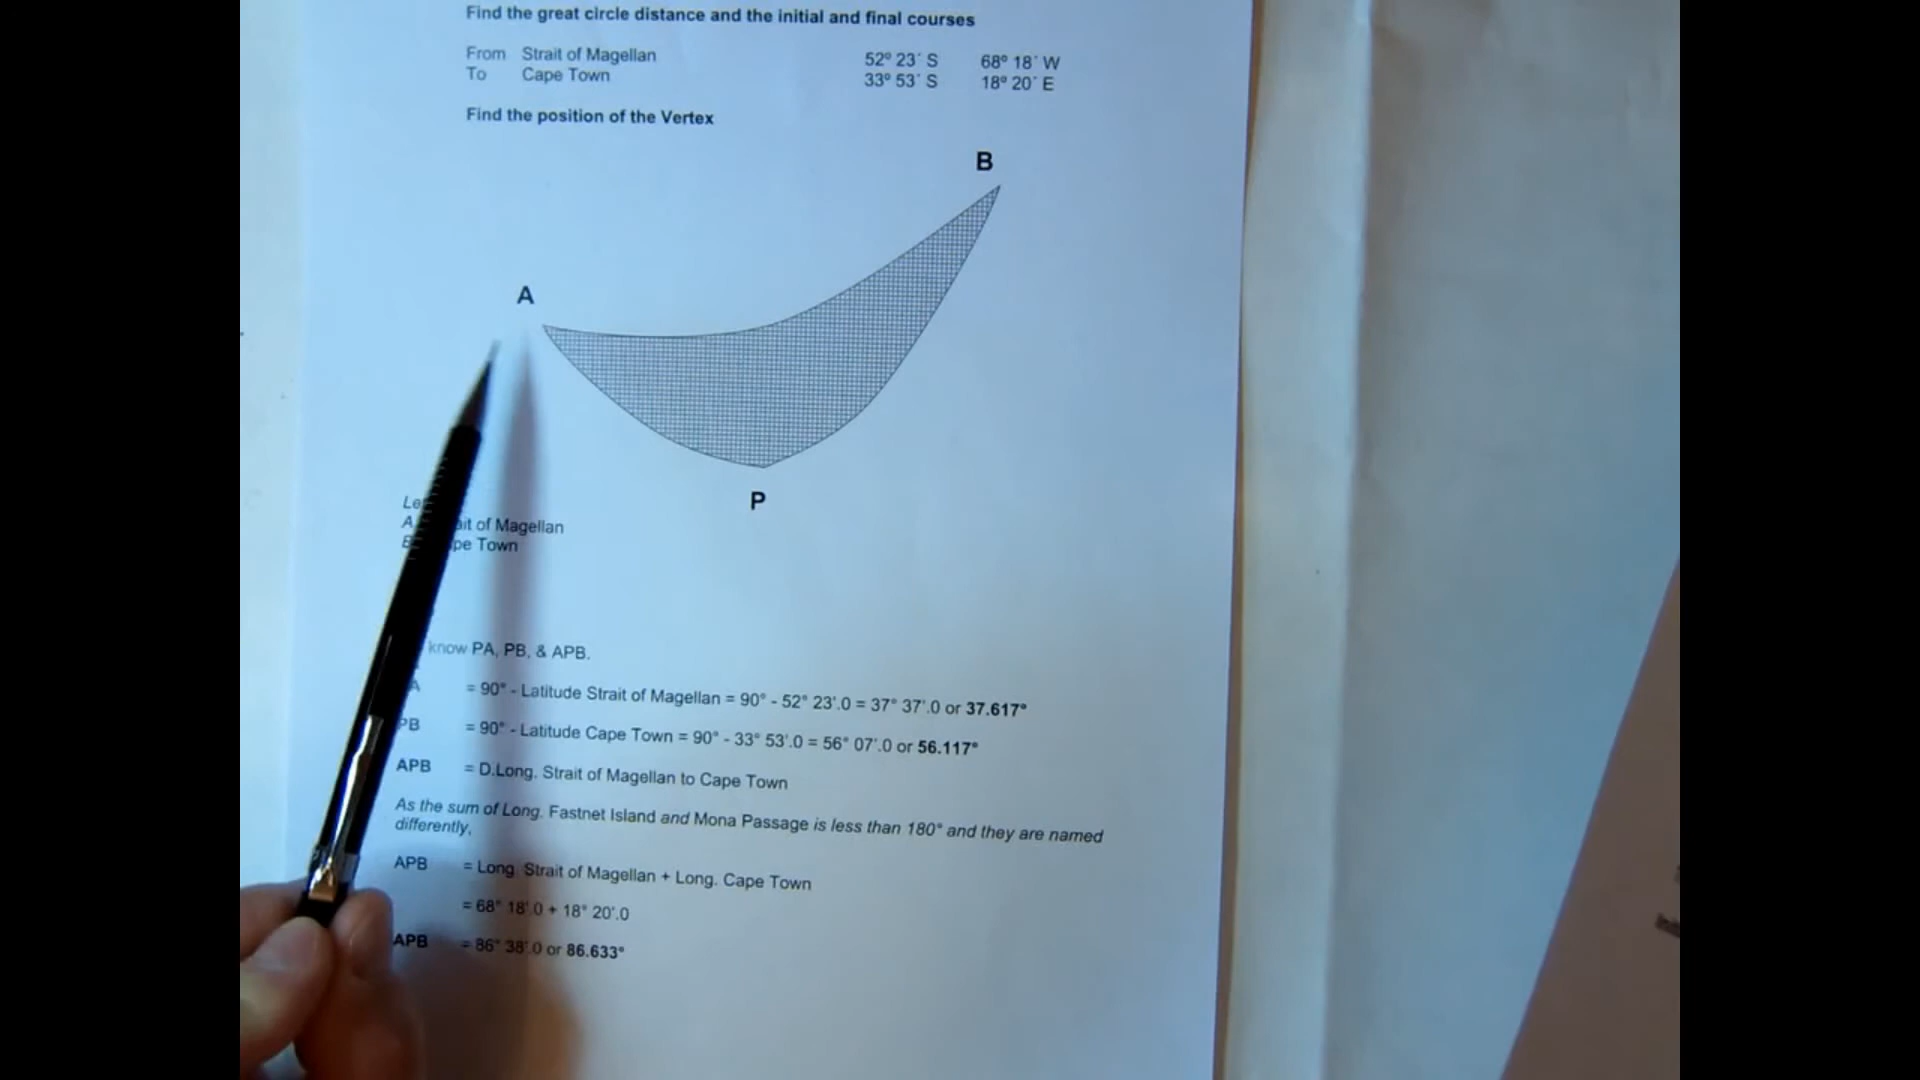 Find the great circle distance and the initial and final courses
From Strait of Magellan 52° 23´ S 68° 18´ W
To Cape Town 33° 53´ S 18° 20´ E
Find the position of the Vertex
B
A
P
A of Magellan
Town
know PA, PB, & APB.
= 90° - Latitude Strait of Magellan = 90° - 52° 23'.0 = 37° 37'.0 or 37.617°
PB = 90° - Latitude Cape Town = 90° - 33° 53'.0 = 56° 07'.0 or 56.117°
APB = D.Long. Strait of Magellan to Cape Town
As the sum of Long. Fastnet Island and Mona Passage is less than 180° and they are named
differently,
APB = Long. Strait of Magellan + Long. Cape Town
= 68° 18'.0 + 18° 20'.0
APB = 86° 38'.0 or 86.633°